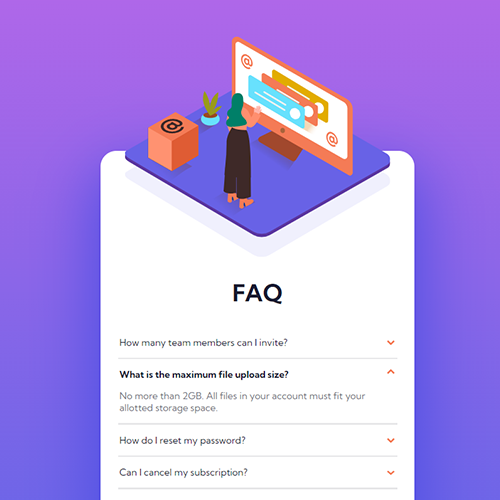 @
@
@
FAQ
How many team members can I invite?
What is the maximum file upload size?
No more than 2GB. All files in your account must fit your
allotted storage space.
How do I reset my password?
Can I cancel my subscription?